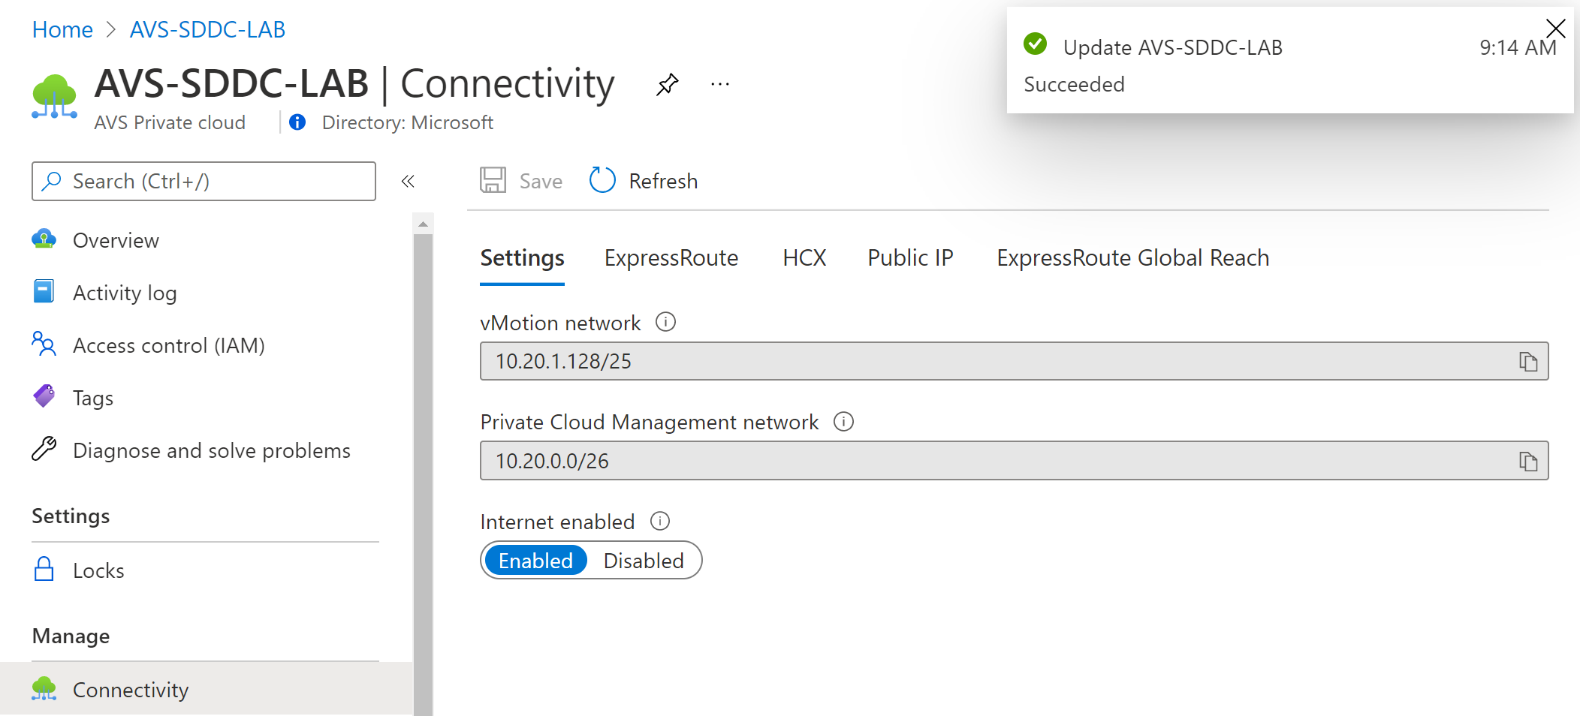 Home > AVS-SDDC-LAB
AVS-SDDC-LAB | Connectivity
...
AVS Private cloud
Directory: Microsoft
Update AVS-SDDC-LAB
9:14 AM
Succeeded
Search (Ctrl+/)
«
Overview
Activity log
Access control (IAM)
Tags
Diagnose and solve problems
Settings
Locks
Manage
Connectivity
Save
Refresh
Settings
ExpressRoute
HCX
Public IP
ExpressRoute Global Reach
vMotion network
10.20.1.128/25
Private Cloud Management network
10.20.0.0/26
Internet enabled
Enabled
Disabled